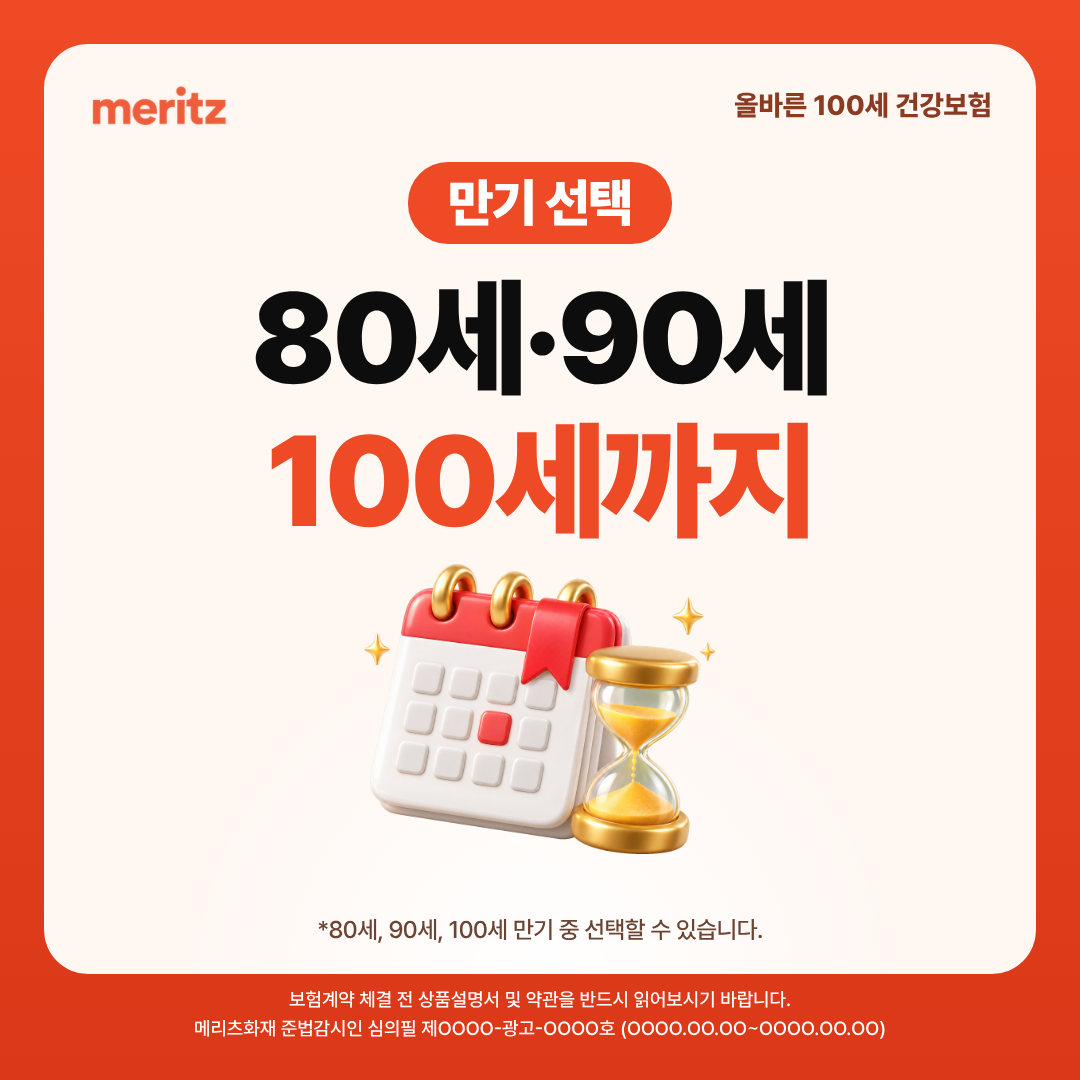 meritz
올바른 100세 건강보험
만기 선택
80세·90세
100세까지
*80세, 90세, 100세 만기 중 선택할 수 있습니다.
보험계약 체결 전 상품설명서 및 약관을 반드시 읽어보시기 바랍니다.
메리츠화재 준법감시인 심의필 제OOOO-광고-OOOO호 (OOOO.OO.OO~OOOO.OO.OO)